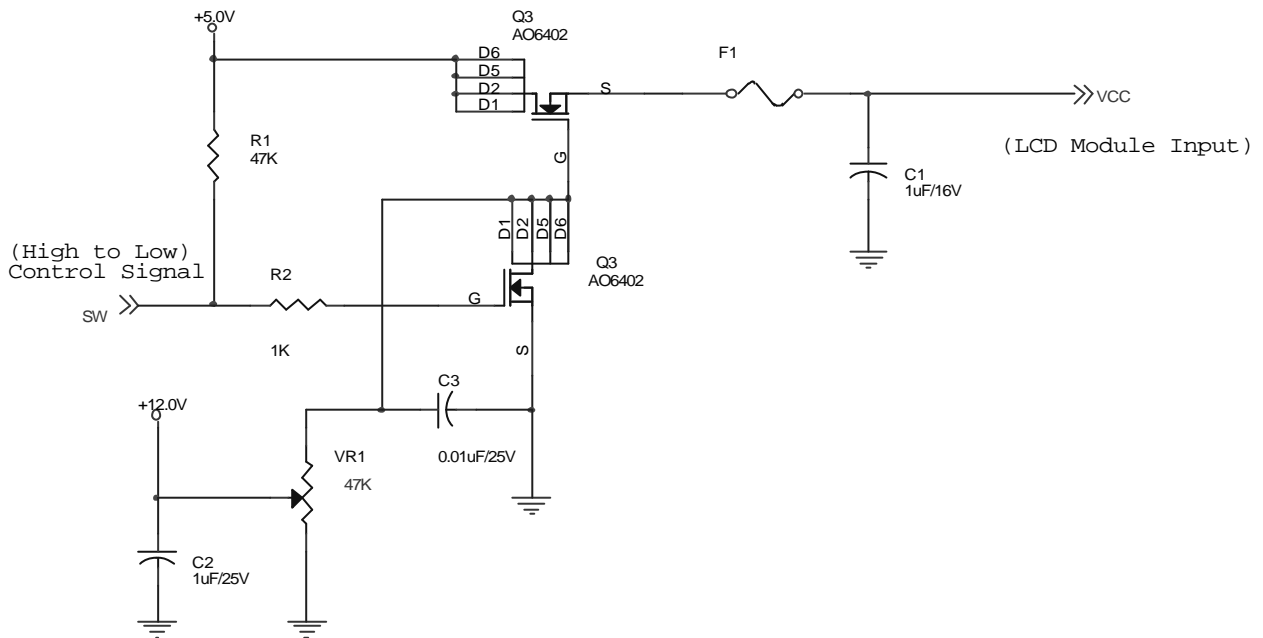 +5.0V
Q3
AO6402
D6
D5
D2
D1
S
F1
VCC
(LCD Module Input)
R1
47K
G
C1
1uF/16V
D1
D2
D5
D6
(High to Low)
Control Signal
R2
Q3
AO6402
G
SW
1K
S
C3
+12.0V
VR1
47K
0.01uF/25V
C2
1uF/25V